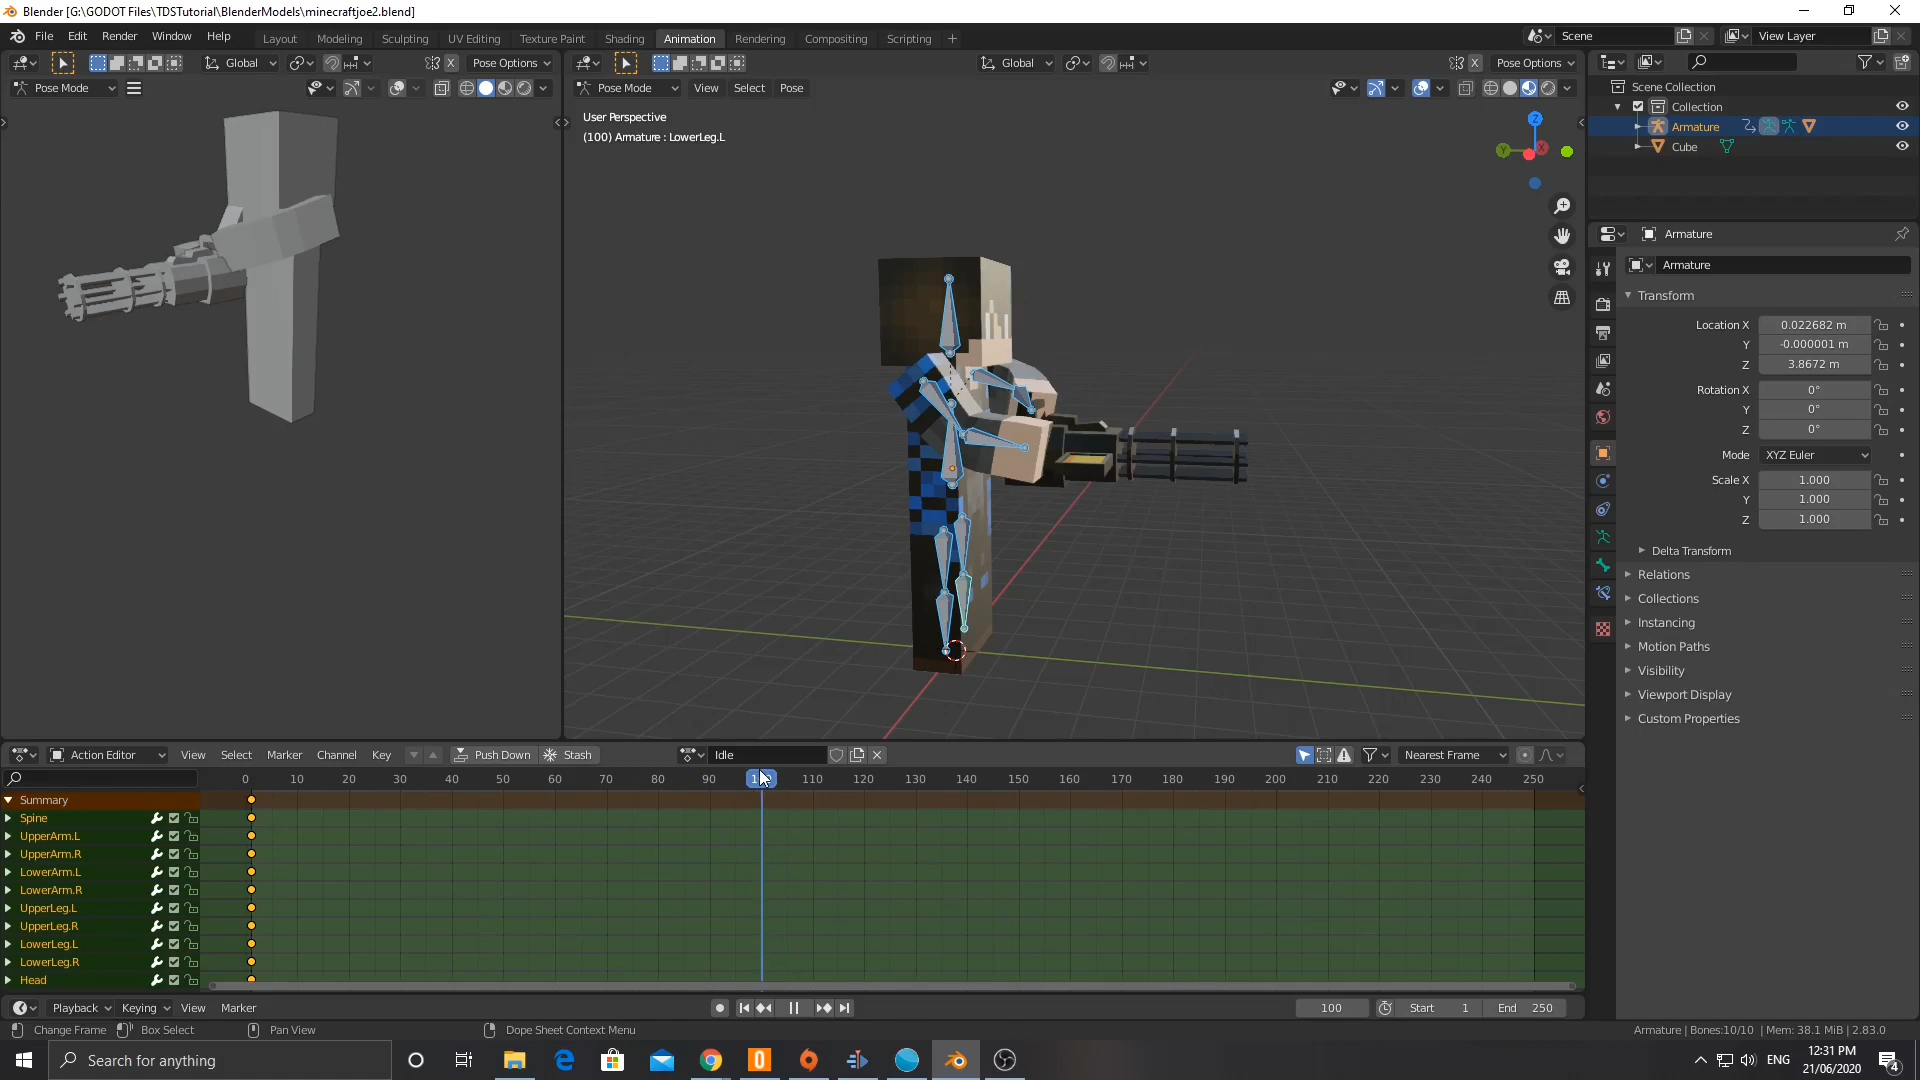 Blender [G:\GODOT Files\TDSTutorial\BlenderModels\minecraftjoe2.blend]
File Edit Render Window Help Layout Modeling Sculpting UV Editing Texture Paint Shading Animation Rendering Compositing Scripting + Scene View Layer
Global Pose Options Global Pose Options
Pose Mode Pose Mode View Select Pose
User Perspective
(100) Armature : LowerLeg.L
Scene Collection
Collection
Armature
Cube
Armature
Armature
Transform
Location X 0.022682 m
Y -0.000001 m
Z 3.8672 m
Rotation X 0°
Y 0°
Z 0°
Mode XYZ Euler
Scale X 1.000
Y 1.000
Z 1.000
Delta Transform
Relations
Collections
Instancing
Motion Paths
Visibility
Viewport Display
Custom Properties
Action Editor View Select Marker Channel Key Push Down Stash Idle Nearest Frame
0 10 20 30 40 50 60 70 80 90 110 120 130 140 150 160 170 180 190 200 210 220 230 240 250
Summary
Spine
UpperArm.L
UpperArm.R
LowerArm.L
LowerArm.R
UpperLeg.L
UpperLeg.R
LowerLeg.L
LowerLeg.R
Head
Playback Keying View Marker 100 Start 1 End 250
Change Frame Box Select Pan View Dope Sheet Context Menu Armature | Bones:10/10 | Mem: 38.1 MiB | 2.83.0
Search for anything ENG 12:31 PM
21/06/2020 4